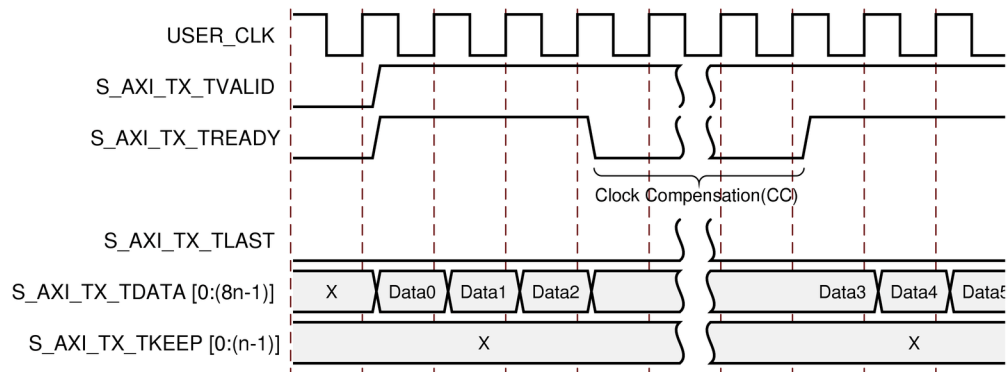 USER_CLK
S_AXI_TX_TVALID
S_AXI_TX_TREADY
Clock Compensation(CC)
S_AXI_TX_TLAST
S_AXI_TX_TDATA [0:(8n-1)] X Data0 Data1 Data2 Data3 Data4 Data5
S_AXI_TX_TKEEP [0:(n-1)] X X